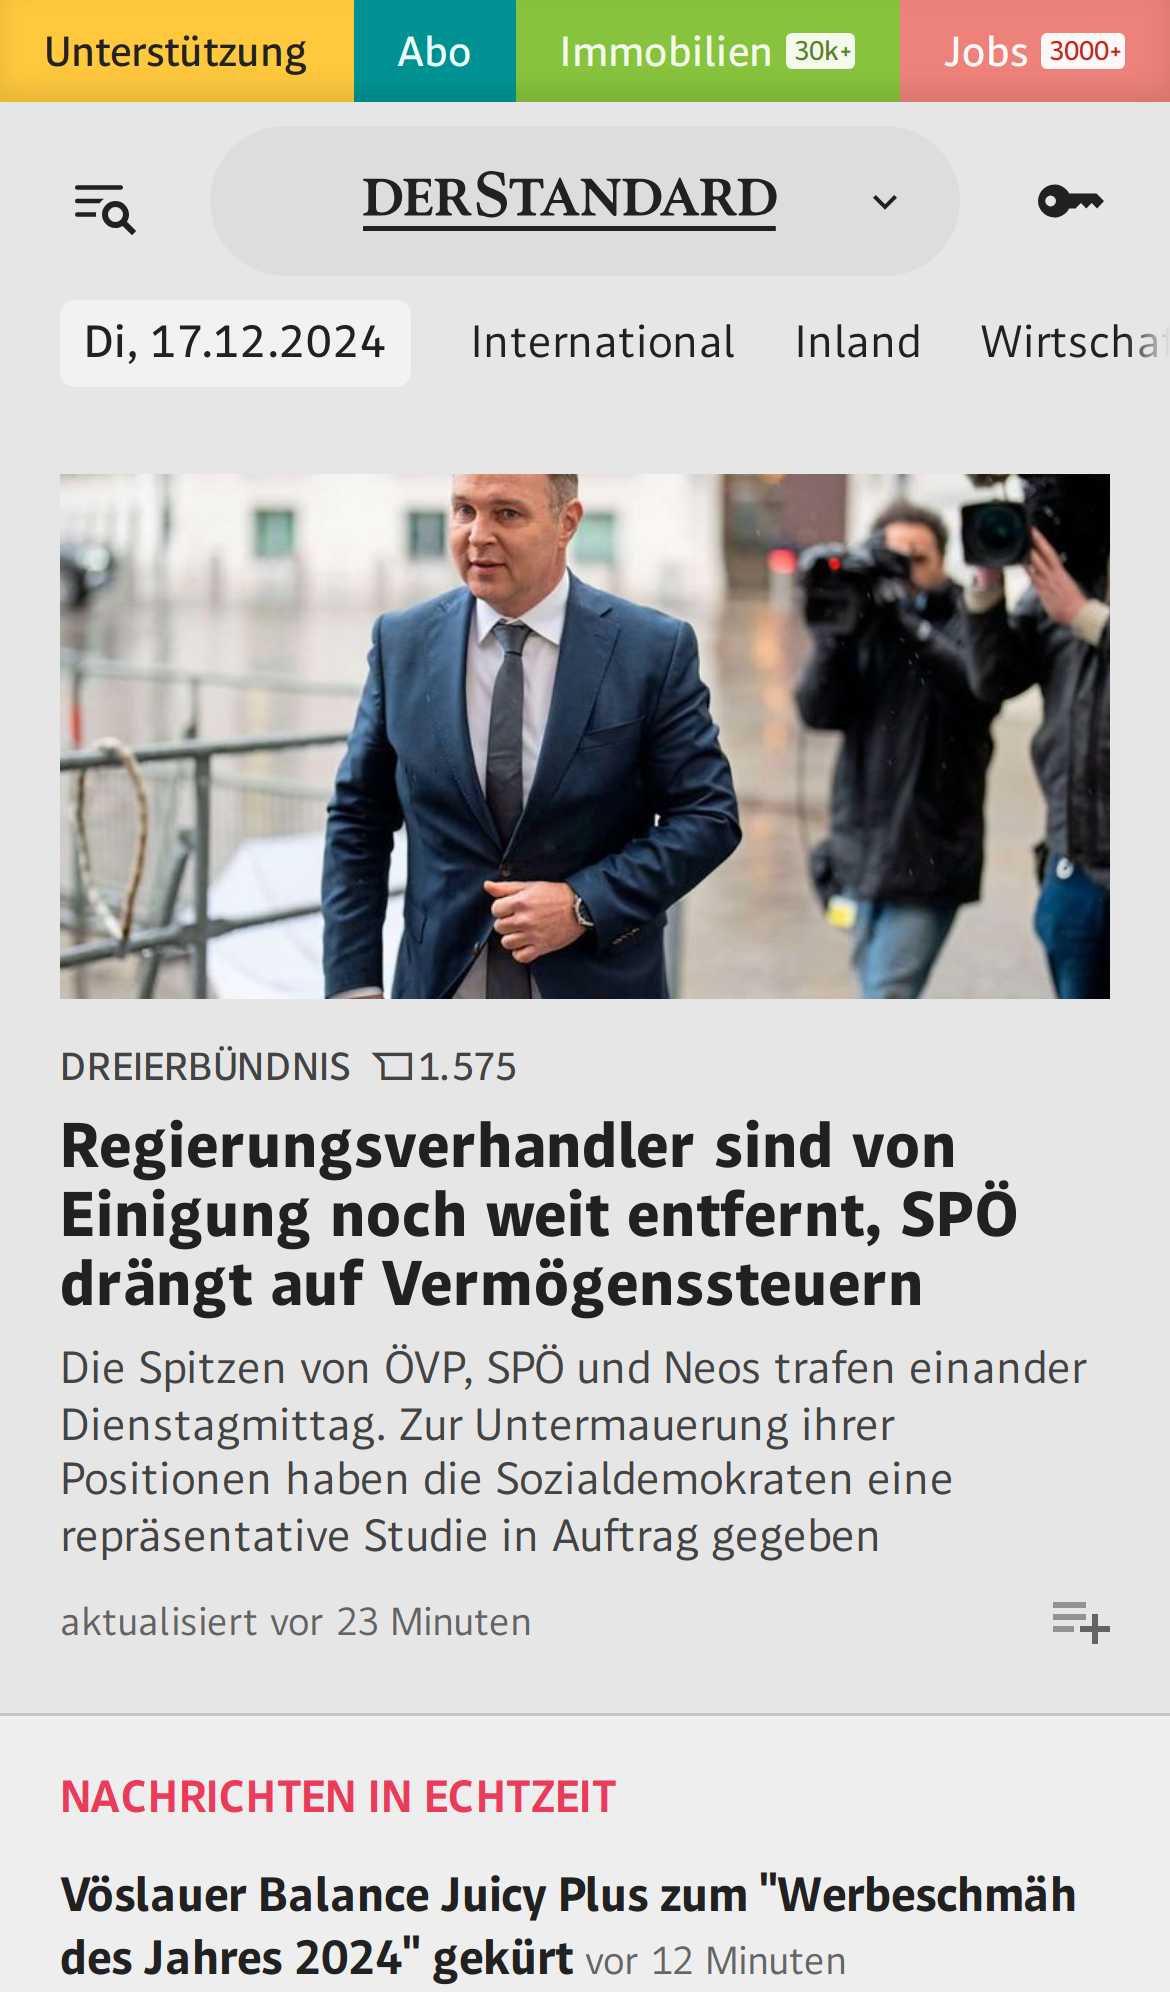 Unterstützung
Abo
Immobilien 30k+
Jobs 3000+
DERSTANDARD
Di, 17.12.2024
International
Inland
Wirtscha
DREIERBÜNDNIS 1.575
Regierungsverhandler sind von
Einigung noch weit entfernt, SPÖ
drängt auf Vermögenssteuern
Die Spitzen von ÖVP, SPÖ und Neos trafen einander
Dienstagmittag. Zur Untermauerung ihrer
Positionen haben die Sozialdemokraten eine
repräsentative Studie in Auftrag gegeben
aktualisiert vor 23 Minuten
NACHRICHTEN IN ECHTZEIT
Vöslauer Balance Juicy Plus zum "Werbeschmäh
des Jahres 2024" gekürt vor 12 Minuten